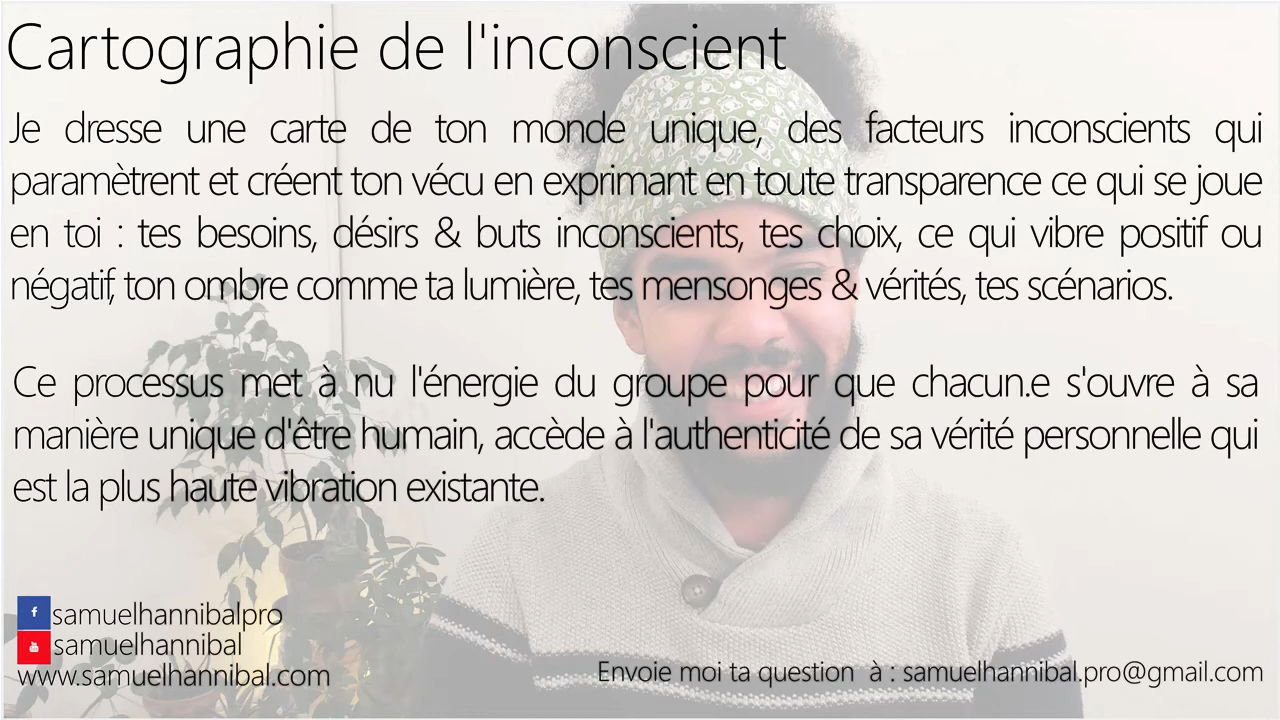 Cartographie de l'inconscient
Je dresse une carte de ton monde unique, des facteurs inconscients qui
paramètrent et créent ton vécu en exprimant en toute transparence ce qui se joue
en toi : tes besoins, désirs & buts inconscients, tes choix, ce qui vibre positif ou
négatif, ton ombre comme ta lumière, tes mensonges & vérités, tes scénarios.
Ce processus met à nu l'énergie du groupe pour que chacun.e s'ouvre à sa
manière unique d'être humain, accède à l'authenticité de sa vérité personnelle qui
est la plus haute vibration existante.
f samuelhannibalpro
samuelhannibal
www.samuelhannibal.com
Envoie moi ta question à : samuelhannibal.pro@gmail.com